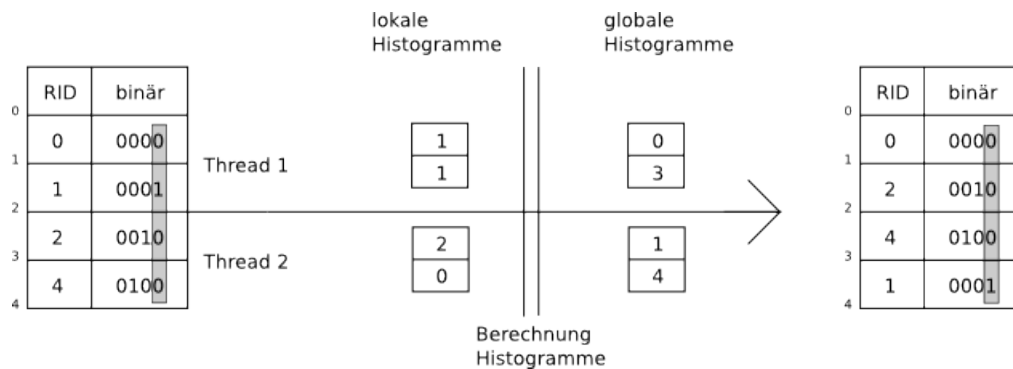 lokale
Histogramme
globale
Histogramme
RID binär
0
0 0000
1
1 0001
2
2 0010
3
4 0100
4
Thread 1
Thread 2
1
1
2
0
0
3
1
4
Berechnung
Histogramme
RID binär
0
0 0000
1
2 0010
2
4 0100
3
1 0001
4